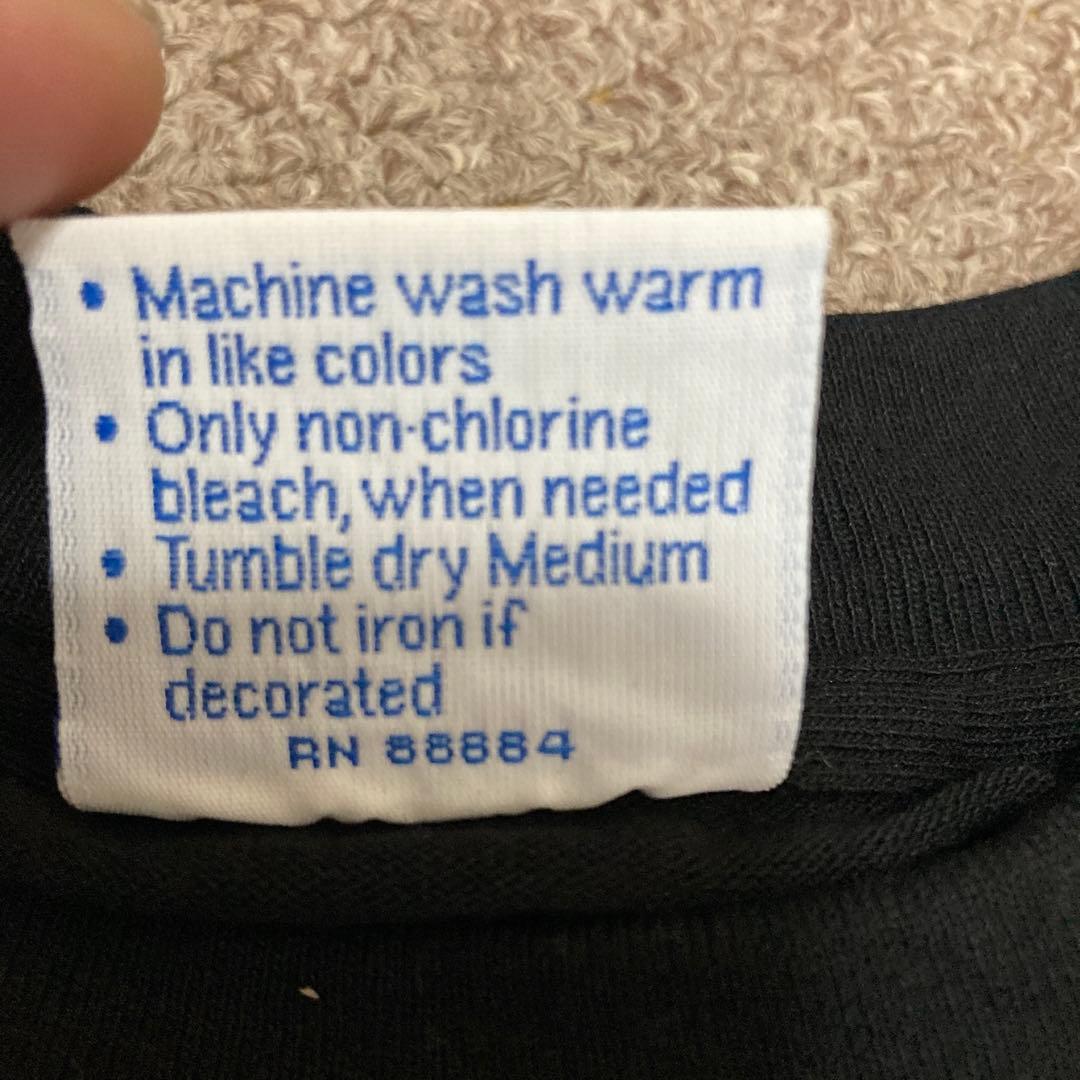 • Machine wash warm
in like colors
• Only non-chlorine
bleach, when needed
• Tumble dry Medium
• Do not iron if
decorated
RN 88884